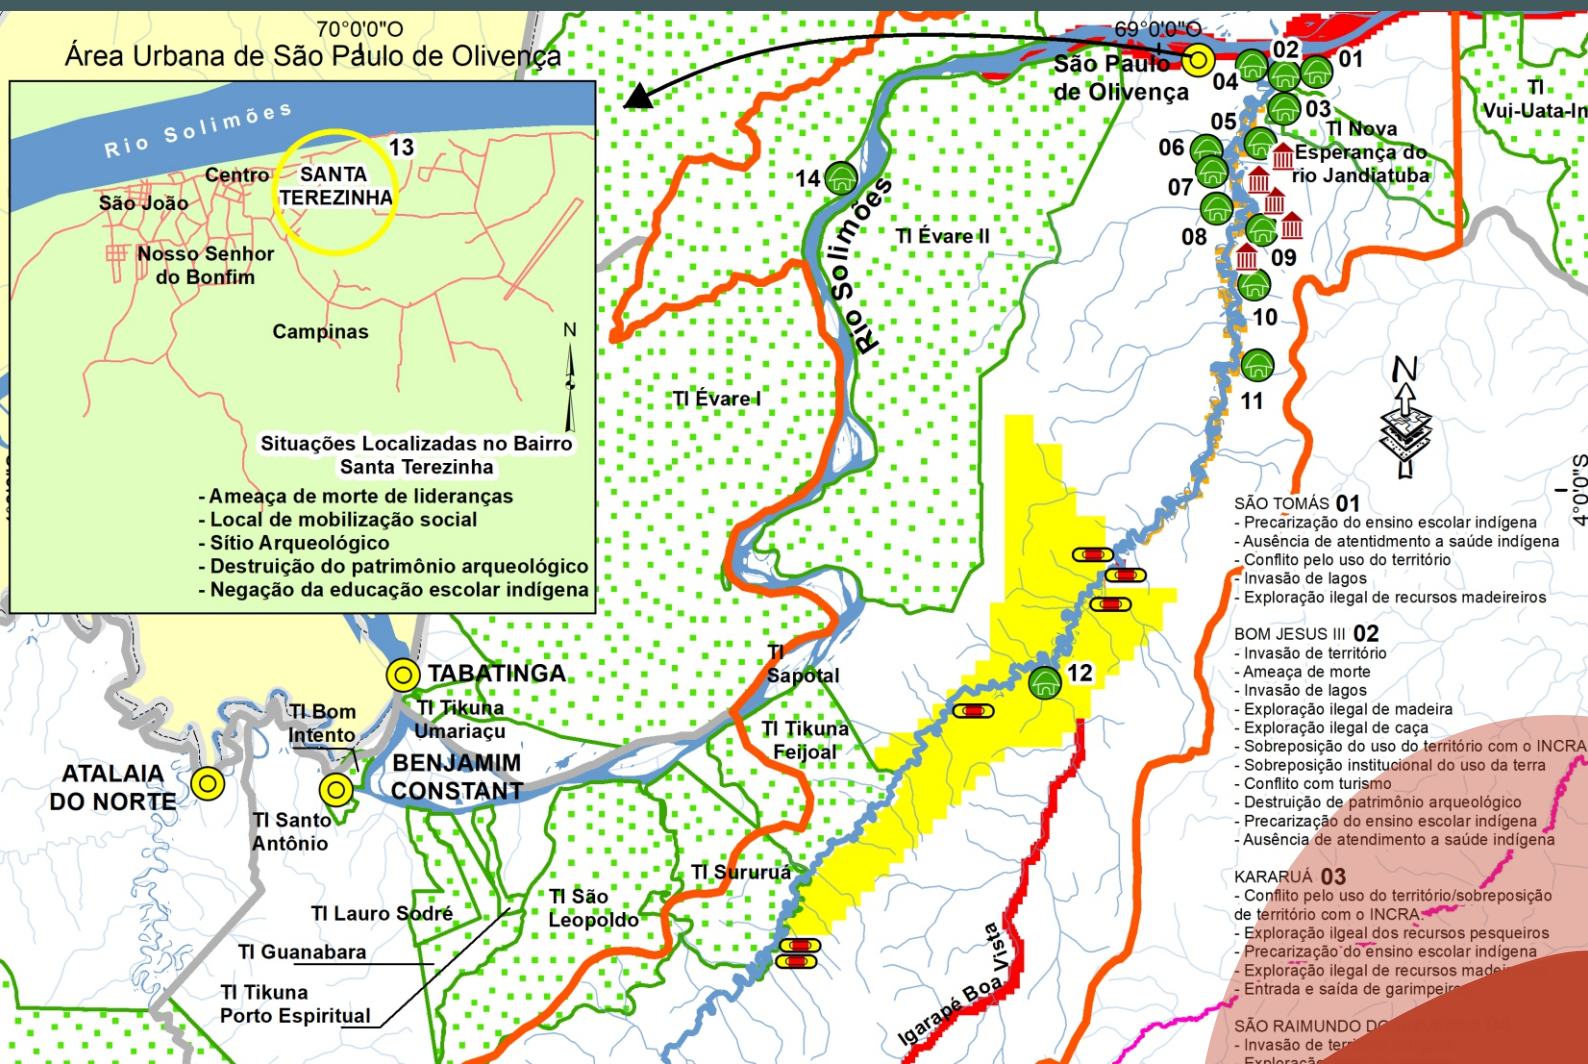 70°0'0"O
Área Urbana de São Paulo de Olivença
Rio Solimões
13
Centro
SANTA
TEREZINHA
São João
Nosso Senhor
do Bonfim
Campinas
N
Situações Localizadas no Bairro
Santa Terezinha
- Ameaça de morte de lideranças
- Local de mobilização social
- Sítio Arqueológico
- Destruição do patrimônio arqueológico
- Negação da educação escolar indígena
69°0'0"O
São Paulo
de Olivença
04
02
01
03
05
06
07
08
09
10
11
12
14
TI Nova
Esperança do
rio Jandiatuba
TI
Vui-Uata-In
Rio Solimões
TI Évare II
TI Évare I
N
4°0'0"S
TI
Sapotal
TI Tikuna
Feijoal
TABATINGA
TI Tikuna
Umariaçu
TI Bom
Intento
BENJAMIM
CONSTANT
ATALAIA
DO NORTE
TI Santo
Antônio
TI Sururuá
TI São
Leopoldo
TI Lauro Sodré
TI Guanabara
TI Tikuna
Porto Espiritual
Igarapé Boa Vista
SÃO TOMÁS 01
- Precarização do ensino escolar indígena
- Ausência de atentidmento a saúde indígena
- Conflito pelo uso do território
- Invasão de lagos
- Exploração ilegal de recursos madeireiros
BOM JESUS III 02
- Invasão de território
- Ameaça de morte
- Invasão de lagos
- Exploração ilegal de madeira
- Exploração ilegal de caça
- Sobreposição do uso do território com o INCRA
- Sobreposição institucional do uso da terra
- Conflito com turismo
- Destruição de patrimônio arqueológico
- Precarização do ensino escolar indígena
- Ausência de atendimento a saúde indígena
KARARUÁ 03
- Conflito pelo uso do território/sobreposição
de território com o INCRA.
- Exploração ilgeal dos recursos pesqueiros
- Precarização do ensino escolar indígena
- Exploração ilegal de recursos
- Entrada e saída de
SÃO RAIMUNDO
- Invasão de